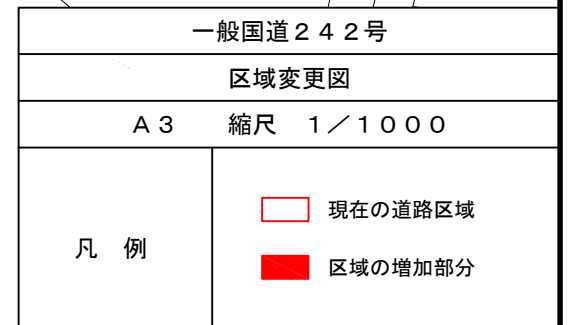 一般国道２４２号
区域変更図
Ａ３　縮尺　１／１０００
凡　例
現在の道路区域
区域の増加部分